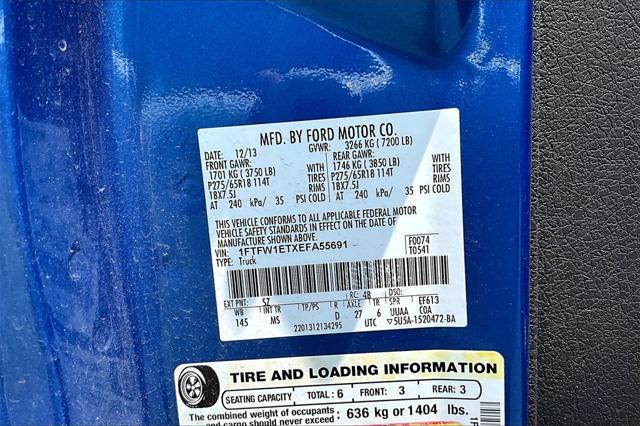 MFD. BY FORD MOTOR CO.
DATE: 12/13 GVWR: 3266 KG ( 7200 LB)
FRONT GAWR: REAR GAWR:
1701 KG ( 3750 LB) WITH 1746 KG ( 3850 LB) WITH
P275/65R18 114T TIRES P275/65R18 114T TIRES
18X7.5J RIMS 18X7.5J RIMS
AT 240 kPa/ 35 PSI COLD AT 240 kPa/ 35 PSI COLD
THIS VEHICLE CONFORMS TO ALL APPLICABLE FEDERAL MOTOR
VEHICLE SAFETY STANDARDS IN EFFECT ON THE DATE OF
MANUFACTURE SHOWN ABOVE.
VIN: 1FTFW1ETXEFA55691 F0074
TYPE: Truck T0541
EXT PNT: SZ RC: 48 DSO:
WB INT TR TP/PS R AXLE TR SPR EF613
145 MS D 27 6 UUAA COA
2201312134295 UTC ▽5U5A-1520472-BA
TIRE AND LOADING INFORMATION
SEATING CAPACITY TOTAL: 6 FRONT: 3 REAR: 3
The combined weight of occupants : 636 kg or 1404 lbs.
and cargo should never exceed